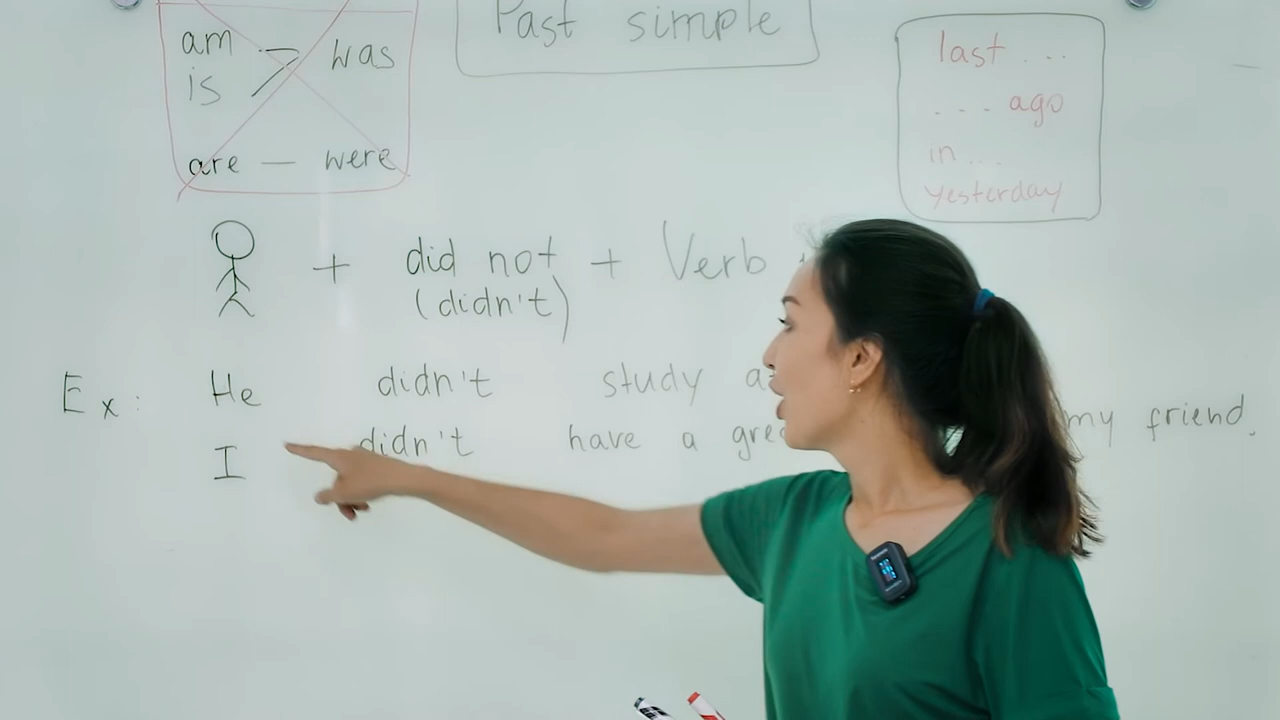 Past simple
am
is
was
are — were
last ...
... ago
in ...
yesterday
+ did not + Verb
(didn't)
Ex: He didn't study
I didn't have a my friend.